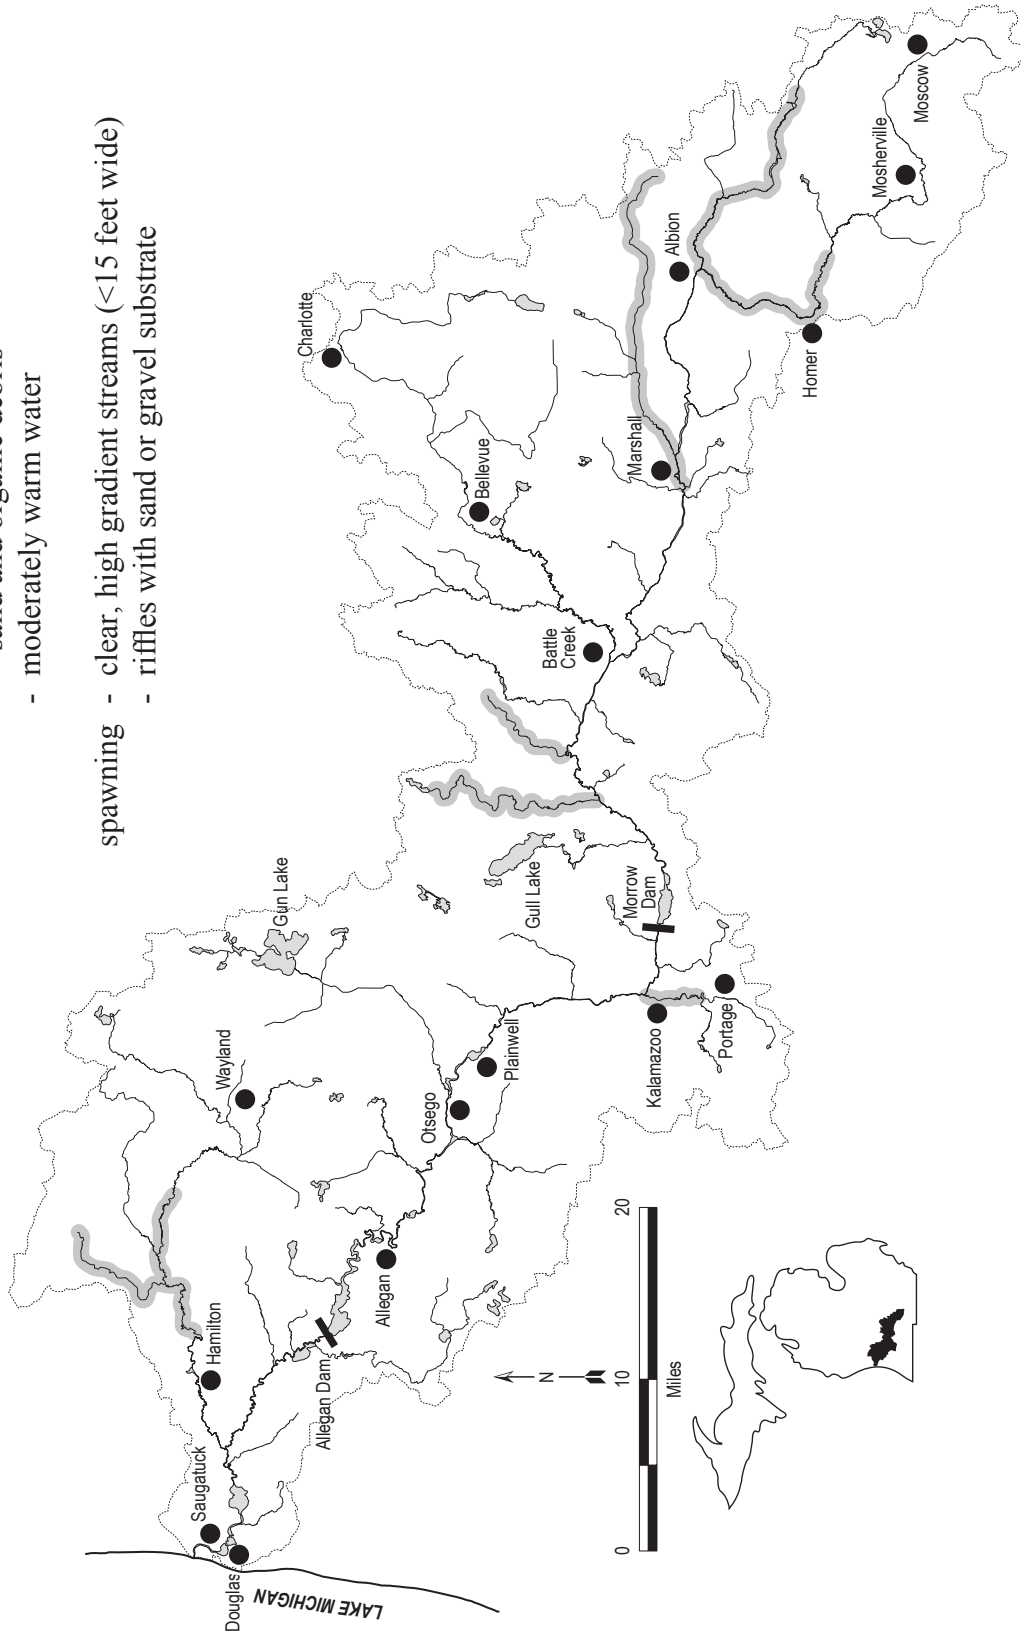 sand and organic debris
- moderately warm water
spawning - clear, high gradient streams (<15 feet wide)
- riffles with sand or gravel substrate
Charlotte
Bellevue
Battle
Creek
Marshall
Albion
Homer
Mosherville
Moscow
Gun Lake
Gull Lake
Morrow
Dam
Wayland
Otsego
Plainwell
Kalamazoo
Portage
Hamilton
Allegan
Allegan Dam
Saugatuck
Douglas
LAKE MICHIGAN
N
0 10 20
Miles